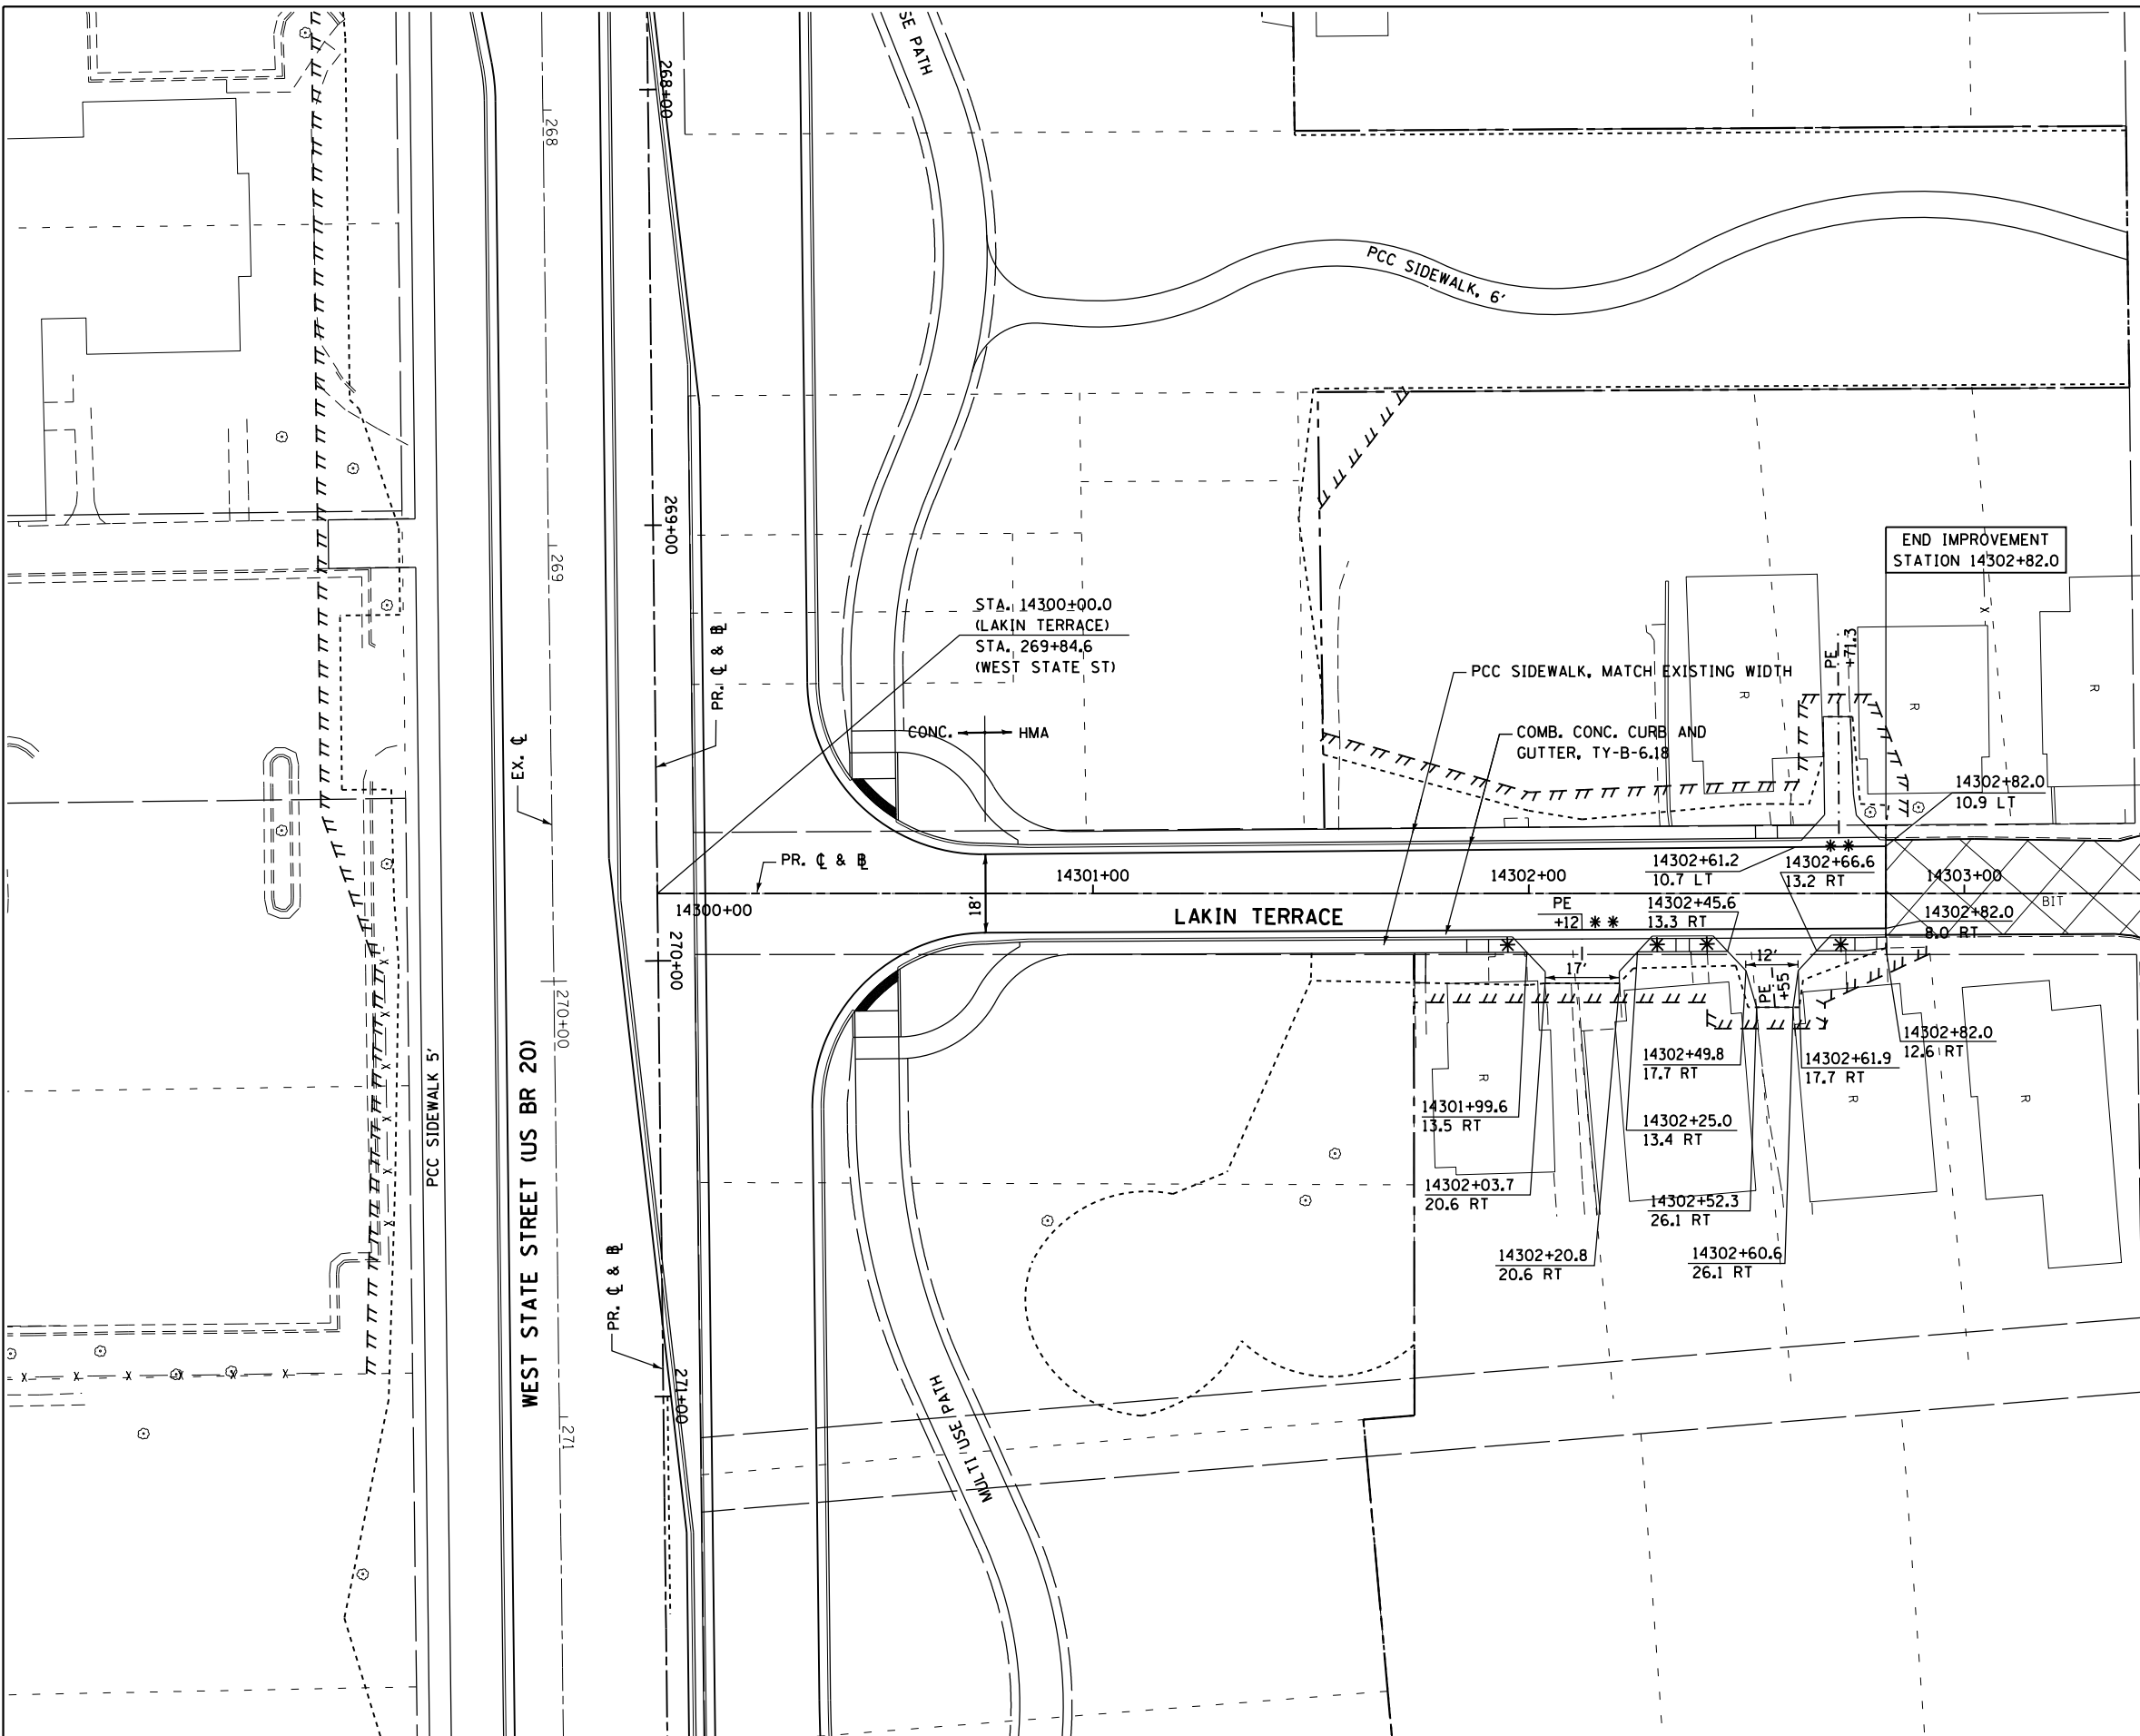 SE PATH
268+00
268
PCC SIDEWALK, 6'
269+00
269
END IMPROVEMENT
STATION 14302+82.0
STA. 14300+00.0
(LAKIN TERRACE)
STA. 269+84.6
(WEST STATE ST)
PR. ℄ & ⅊
PCC SIDEWALK, MATCH EXISTING WIDTH
PE
+71.3
R
R
R
CONC.
HMA
COMB. CONC. CURB AND
GUTTER, TY-B-6.18
EX. ℄
14302+82.0
10.9 LT
PR. ℄ & ⅊
14301+00
14302+00
14302+61.2
10.7 LT
**
14302+66.6
13.2 RT
14303+00
BIT
14300+00
18'
LAKIN TERRACE
PE
+12
**
14302+45.6
13.3 RT
14302+82.0
8.0 RT
270+00
270+00
*
*
*
*
17'
12'
PE
+55
14302+82.0
12.6 RT
14302+49.8
17.7 RT
14302+61.9
17.7 RT
R
R
R
PCC SIDEWALK 5'
WEST STATE STREET (US BR 20)
14301+99.6
13.5 RT
14302+25.0
13.4 RT
14302+03.7
20.6 RT
14302+52.3
26.1 RT
14302+20.8
20.6 RT
14302+60.6
26.1 RT
PR. ℄ & ⅊
271+00
271
MULTI USE PATH
X
X
X
X
X
X
X
X
X
X
X
X